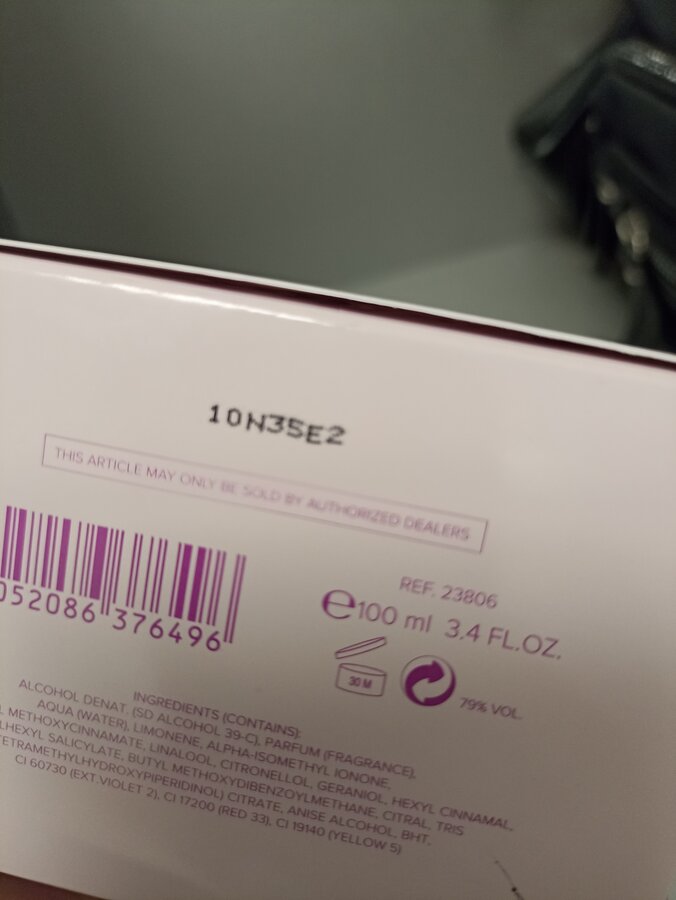 10N35E2
THIS ARTICLE MAY ONLY BE SOLD BY AUTHORIZED DEALERS
052086 376496
REF. 23806
e100 ml 3.4 FL.OZ.
30 M
79% VOL.
INGREDIENTS (CONTAINS):
ALCOHOL DENAT. (SD ALCOHOL 39-C), PARFUM (FRAGRANCE),
AQUA (WATER), LIMONENE, ALPHA-ISOMETHYL IONONE,
METHOXYCINNAMATE, LINALOOL, CITRONELLOL, GERANIOL, HEXYL CINNAMAL,
SALICYLATE, BUTYL METHOXYDIBENZOYLMETHANE, CITRAL, TRIS
CITRATE, ANISE ALCOHOL, BHT,
CI 60730 (EXT.VIOLET 2), CI 17200 (RED 33), CI 19140 (YELLOW 5)